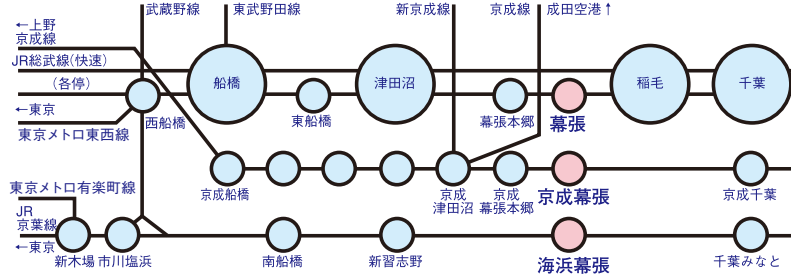 武蔵野線
東武野田線
新京成線
京成線
成田空港↑
←上野
京成線
JR総武線(快速)
(各停)
←東京
東京メトロ東西線
船橋
津田沼
稲毛
千葉
西船橋
東船橋
幕張本郷
幕張
京成船橋
京成
津田沼
京成
幕張本郷
京成幕張
京成千葉
東京メトロ有楽町線
JR
京葉線
←東京
新木場
市川塩浜
南船橋
新習志野
海浜幕張
千葉みなと